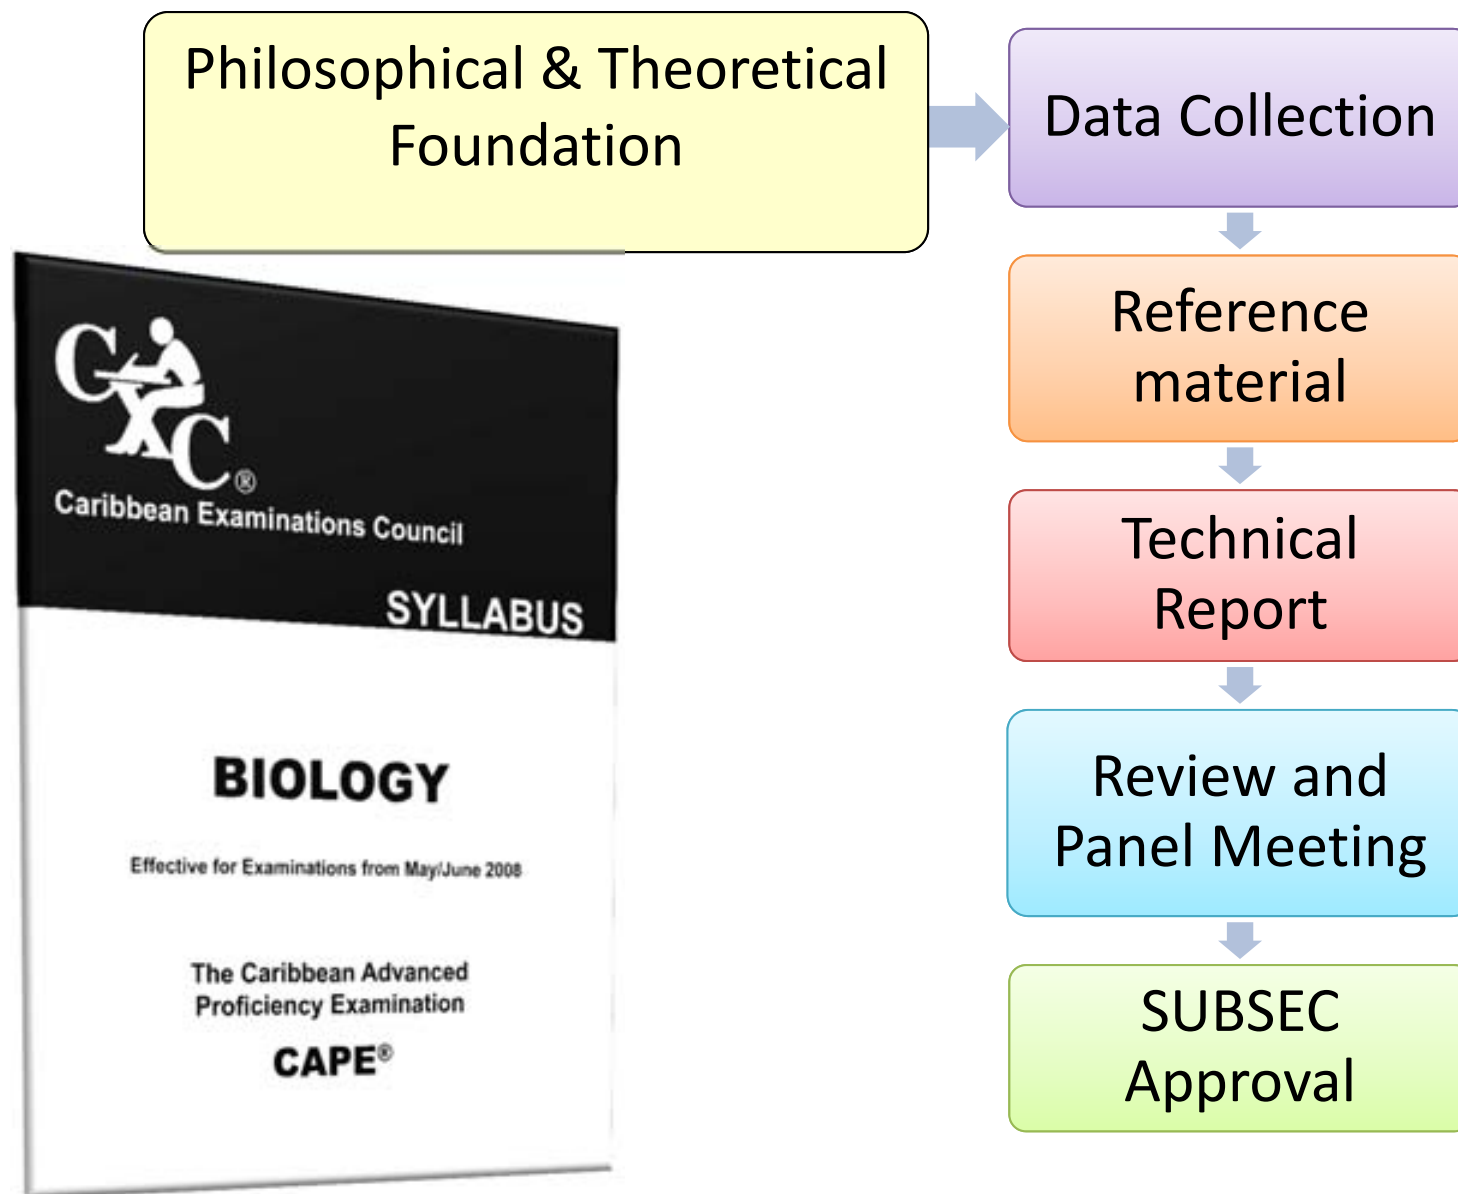 Philosophical & Theoretical
Foundation
Data Collection
Reference
material
Technical
Report
Review and
Panel Meeting
SUBSEC
Approval
CXC®
Caribbean Examinations Council
SYLLABUS
BIOLOGY
Effective for Examinations from May/June 2008
The Caribbean Advanced
Proficiency Examination
CAPE®